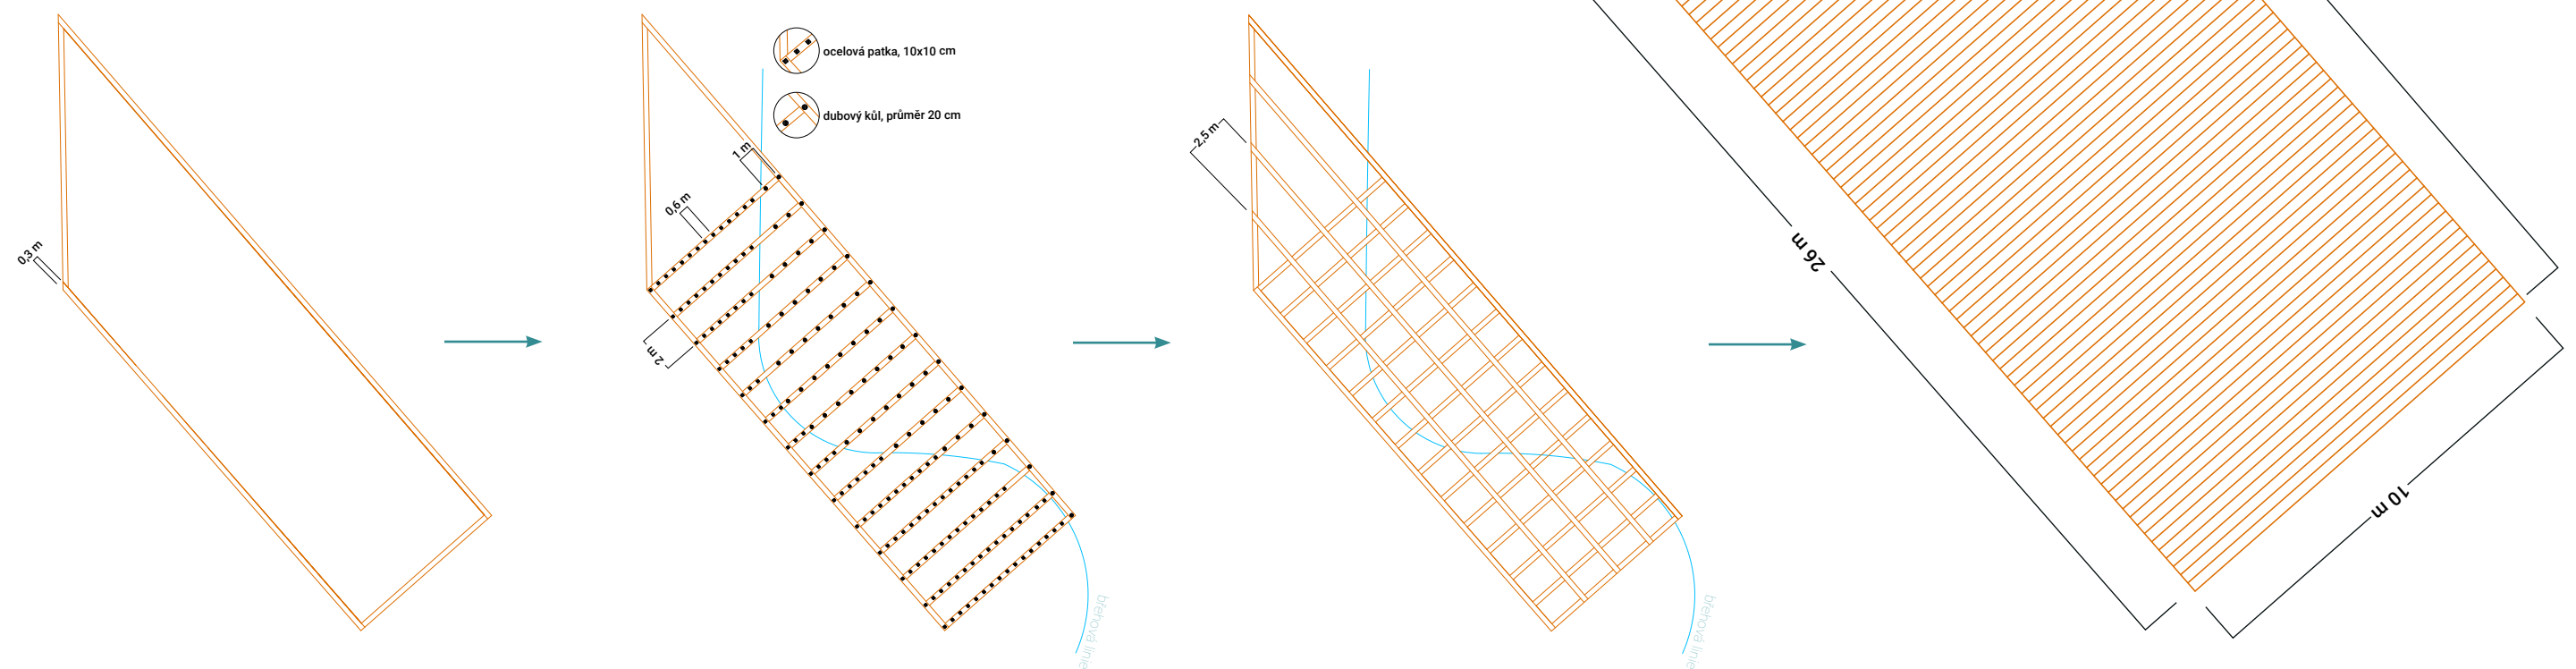 0,3 m
ocelová patka, 10x10 cm
dubový kůl, průměr 20 cm
1 m
0,6 m
2 m
břehová linie
2,5 m
břehová linie
26 m
10 m